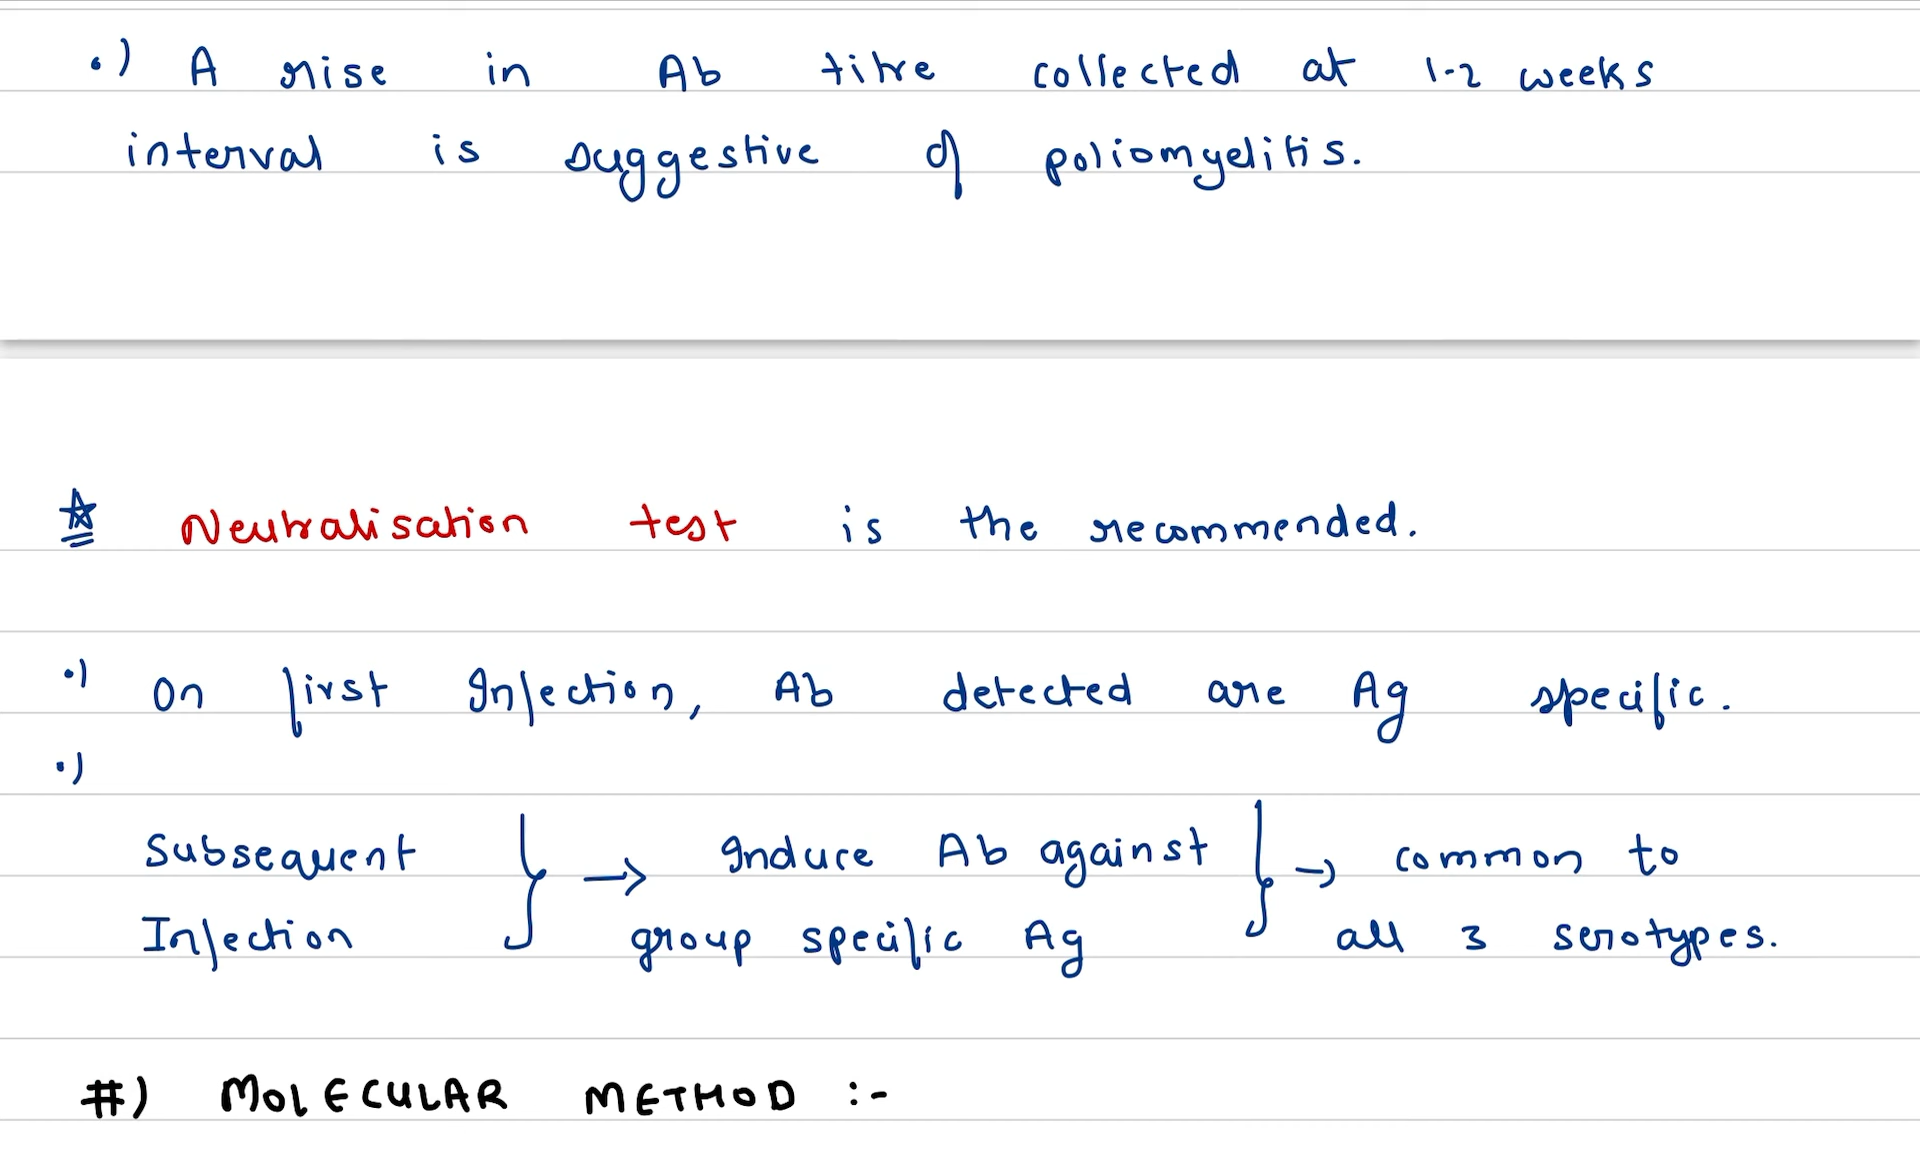 •) A rise in Ab titre collected at 1-2 weeks
interval is suggestive of poliomyelitis.
☆ Neutralisation test is the recommended.
•) On first Infection, Ab detected are Ag specific.
•)
Subsequent } → Induce Ab against } → common to
Infection group specific Ag all 3 serotypes.
#) MOLECULAR METHOD :-